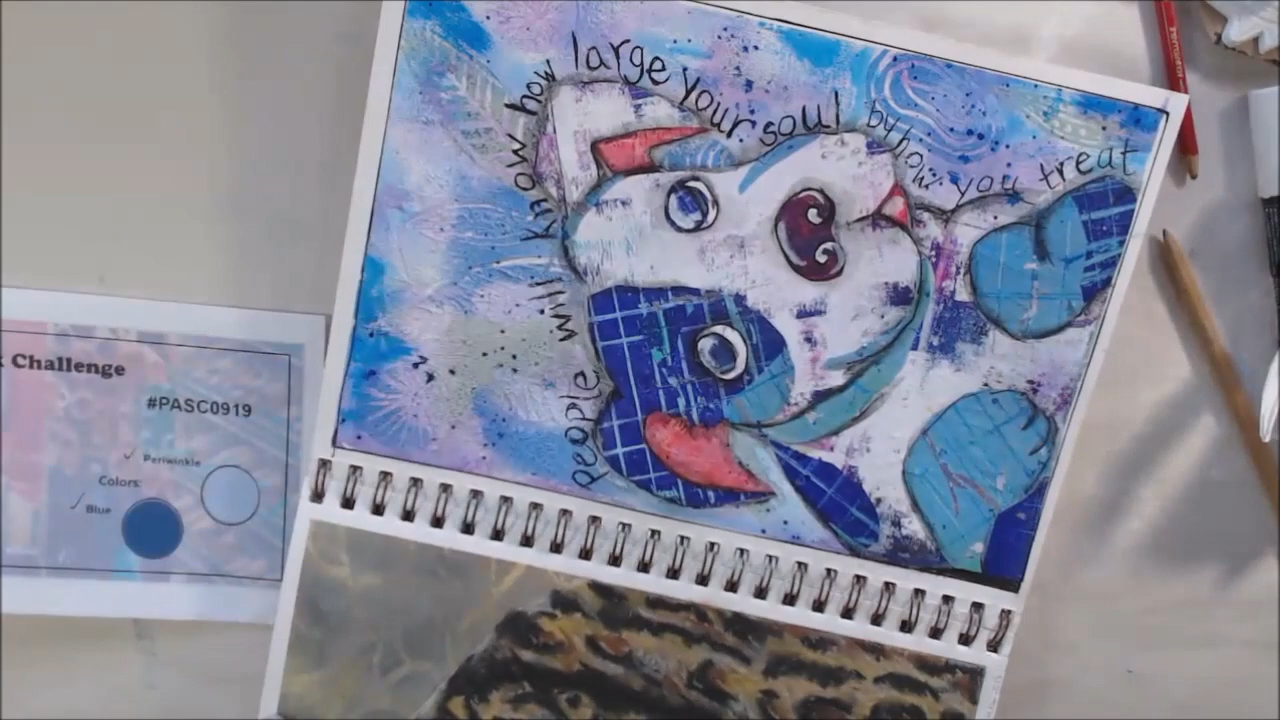 people will know how large your soul by how you treat
Challenge
#PASC0919
Periwinkle
Colors:
Blue